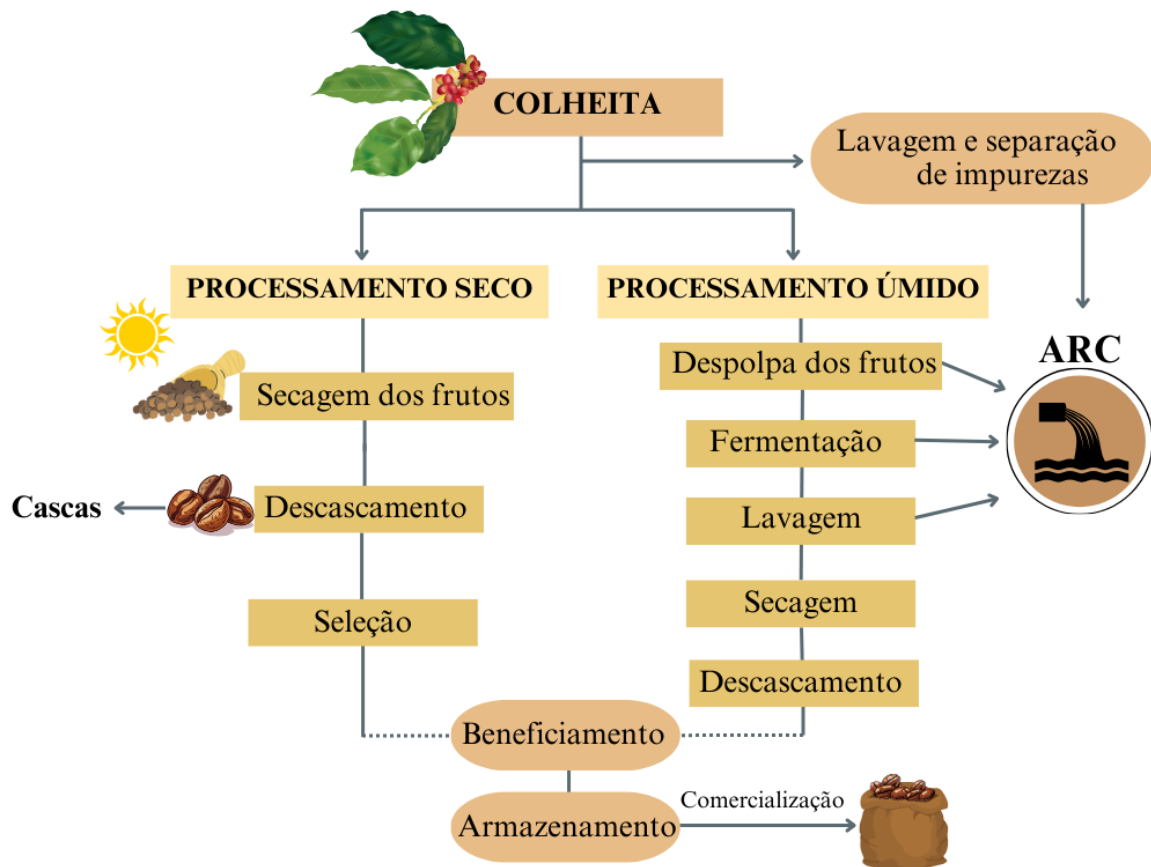 COLHEITA
Lavagem e separação
de impurezas
PROCESSAMENTO SECO
PROCESSAMENTO ÚMIDO
ARC
Despolpa dos frutos
Secagem dos frutos
Fermentação
Cascas
Descascamento
Lavagem
Secagem
Seleção
Descascamento
Beneficiamento
Comercialização
Armazenamento